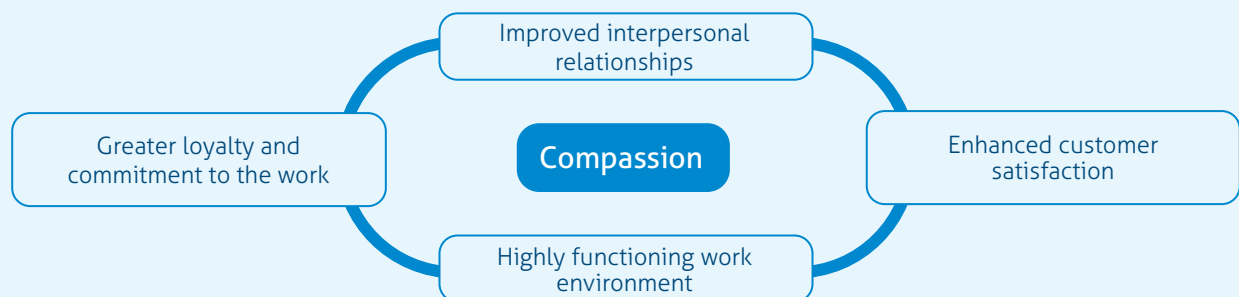 Improved interpersonal
relationships
Greater loyalty and
commitment to the work
Compassion
Enhanced customer
satisfaction
Highly functioning work
environment